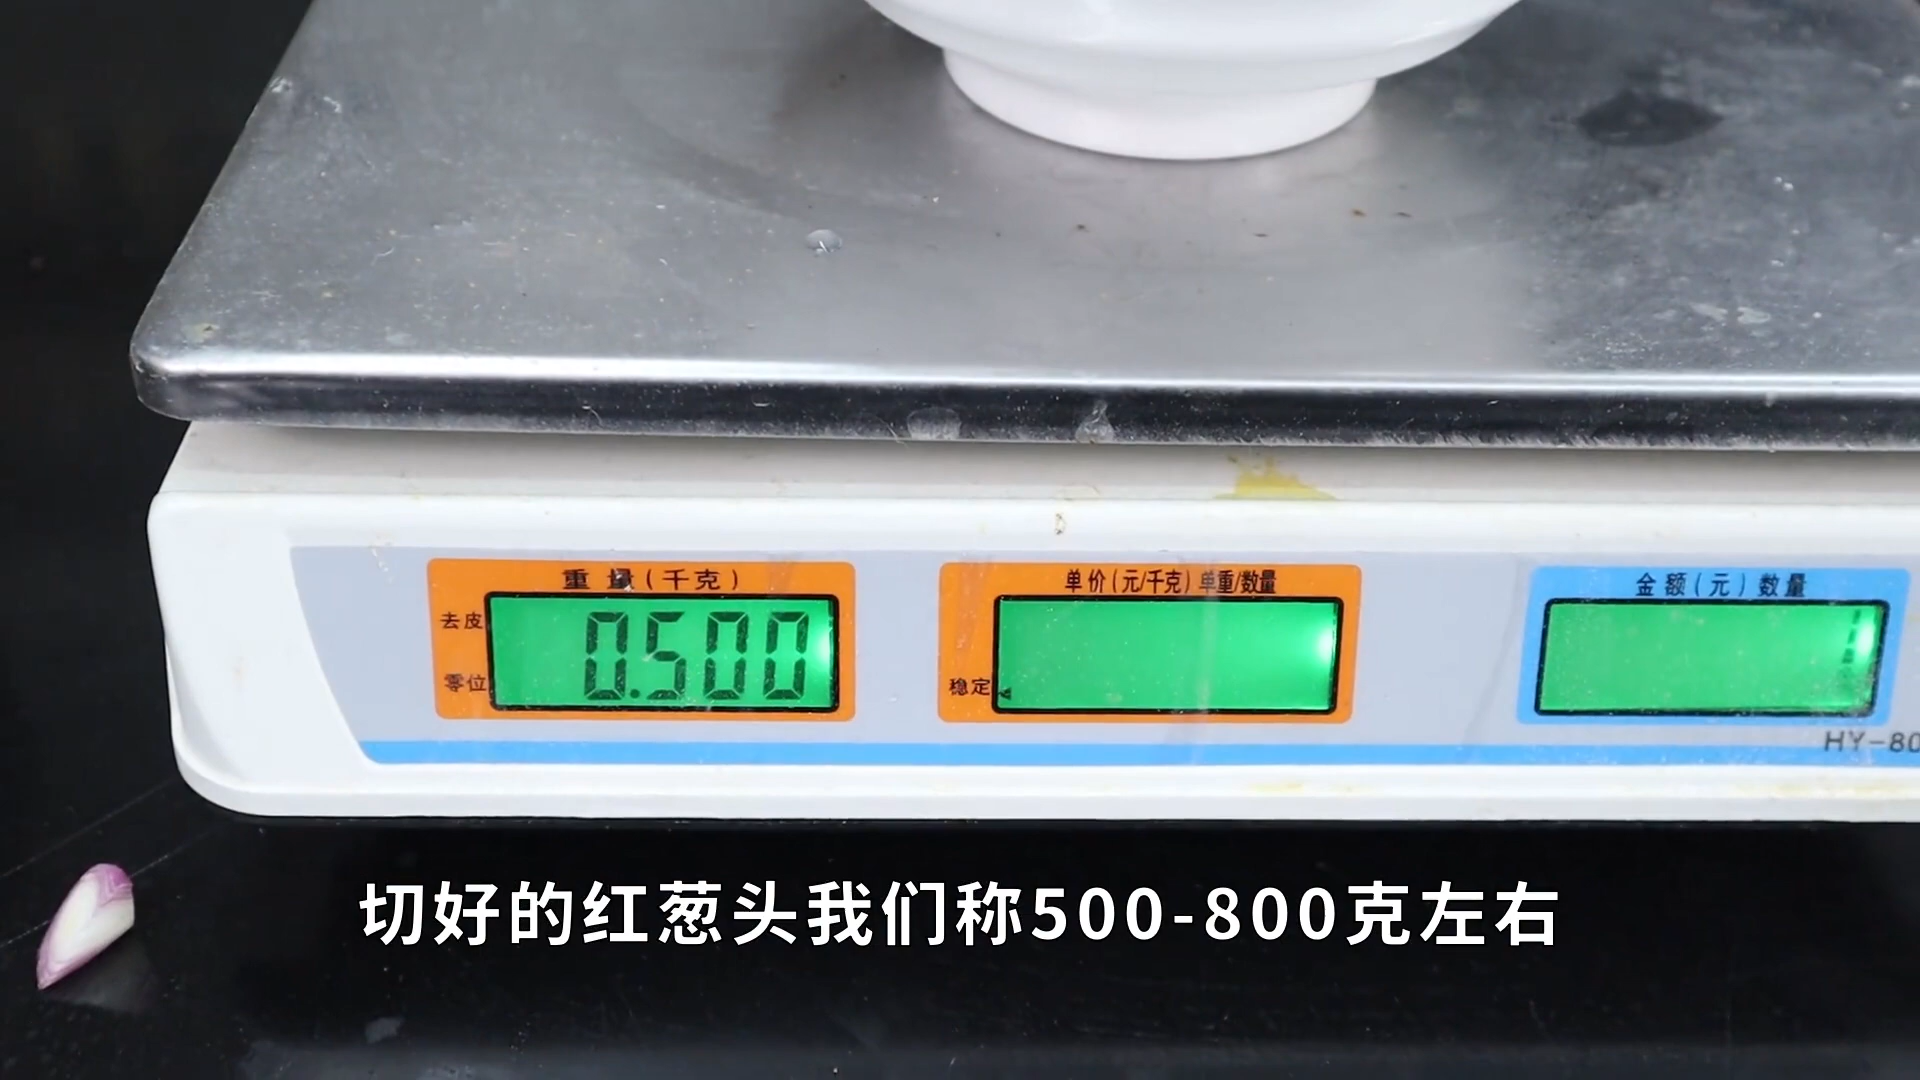 重量(千克)
去皮
0.500
零位
单价(元/千克) 单重/数量
稳定
金额(元)数量
HY-80
切好的红葱头我们称500-800克左右